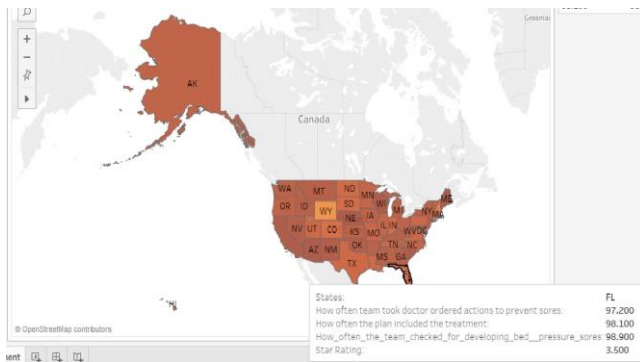 Greenla
Canada
AK
WA
MT
ND
MN
ME
OR
ID
WY
SD
WI
MI
NY
MA
NE
IA
IL
IN
NV
UT
CO
KS
MO
WV
DC
AZ
NM
OK
TN
NC
TX
MS
GA
HI
States: FL
How often team took doctor ordered actions to prevent sores: 97.200
How often the plan included the treatment: 98.100
How_often_the_team_checked_for_developing_bed__pressure_sores: 98.900
Star Rating: 3.500
© OpenStreetMap contributors
ment